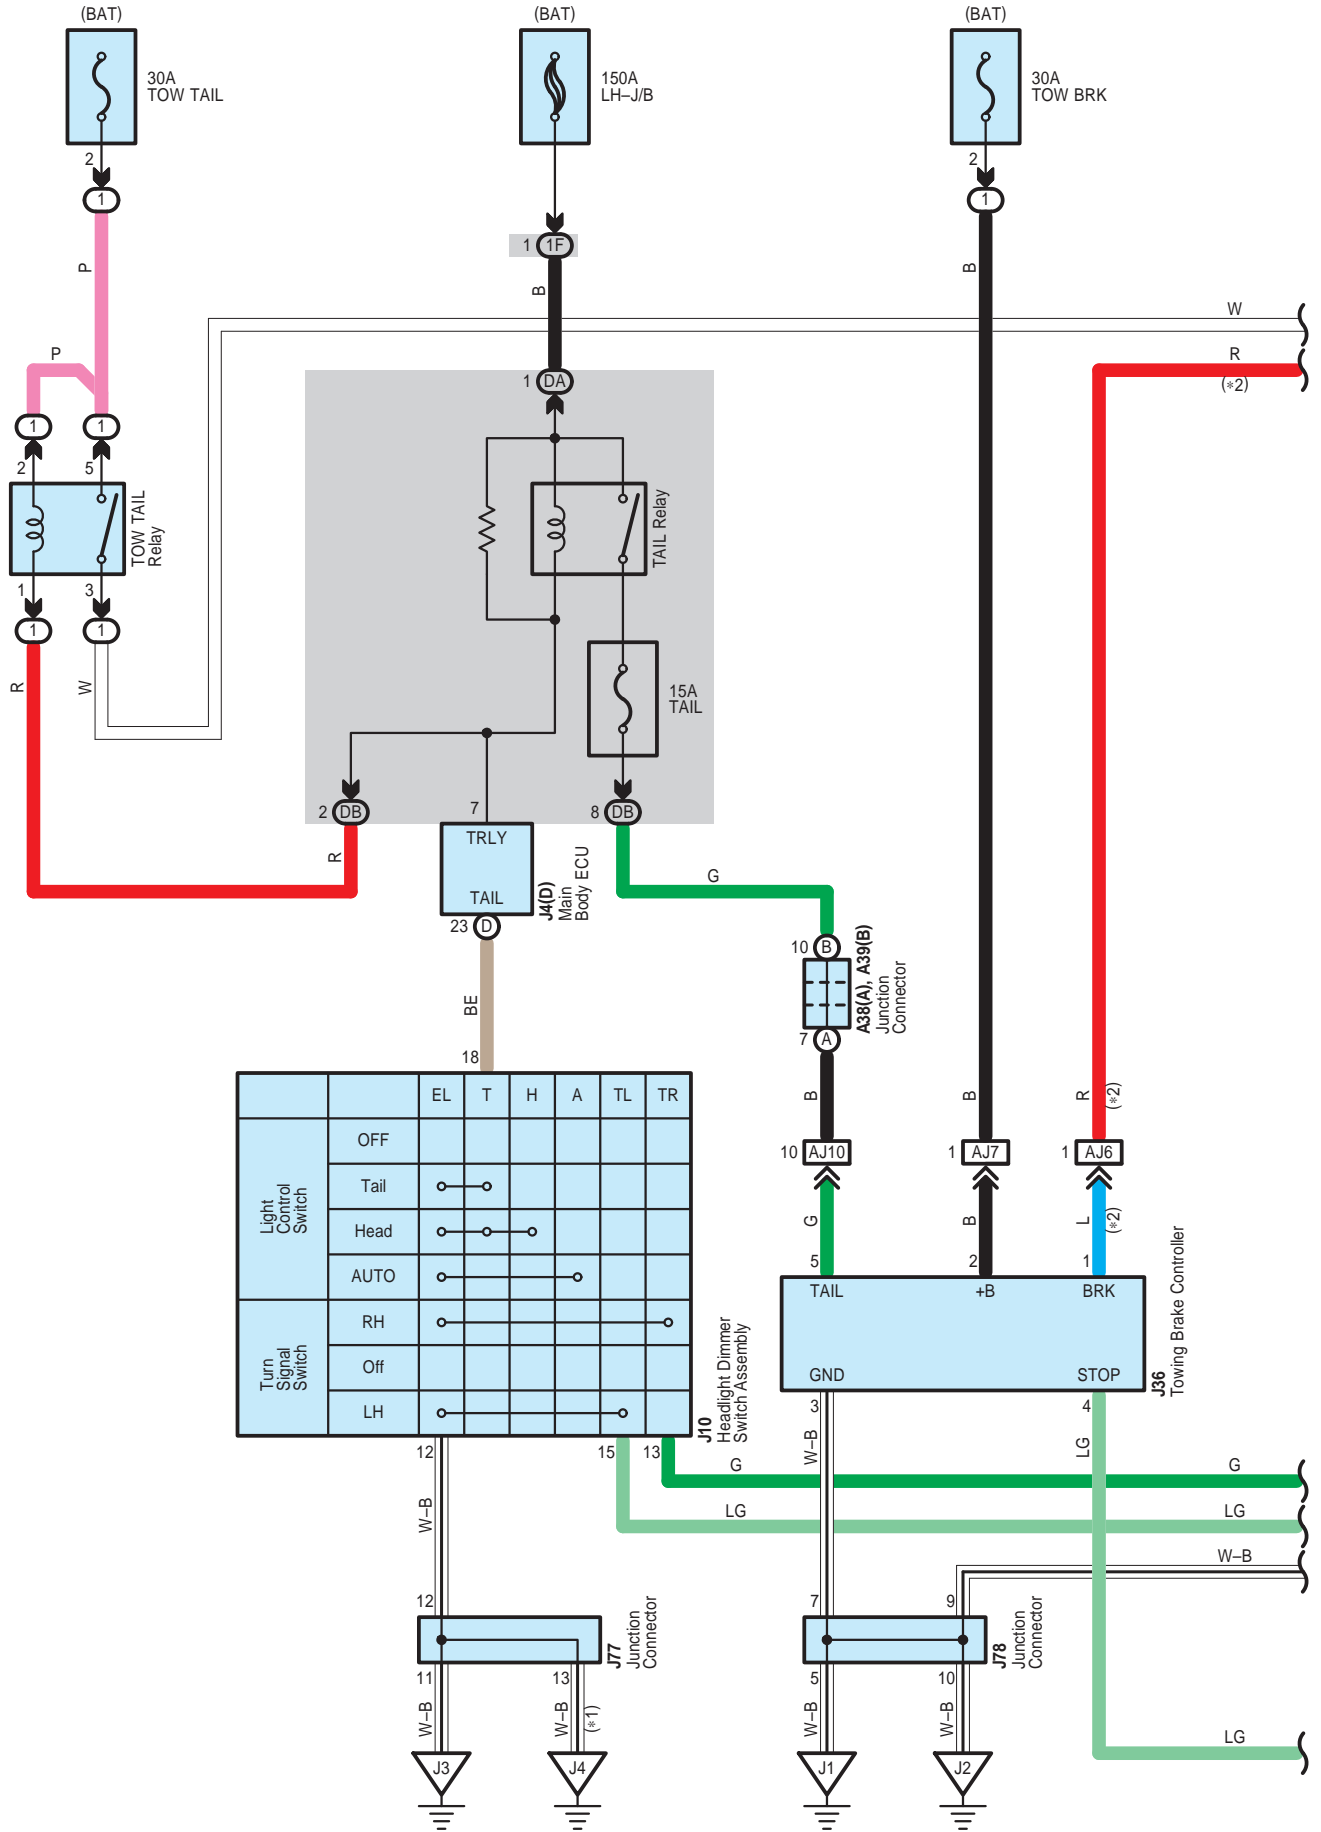 (BAT)
(BAT)
(BAT)
30A
TOW TAIL
150A
LH–J/B
30A
TOW BRK
2
2
1
1
1 1F
P
B
B
W
P
R
(*2)
1 DA
1
1
2
5
TOW TAIL
Relay
TAIL Relay
1
3
1
1
R
W
15A
TAIL
2 DB
7
8 DB
TRLY
TAIL
J4(D)
Main
Body ECU
R
G
23 D
10 B
A38(A), A39(B)
Junction
Connector
7 A
BE
18
B
B
R
(*2)
10 AJ10
1 AJ7
1 AJ6
G
B
L
(*2)
5
2
1
TAIL
+B
BRK
GND
STOP
J36
Towing Brake Controller
EL T H A TL TR
Light
Control
Switch
OFF
Tail
Head
AUTO
Turn
Signal
Switch
RH
Off
LH
J10
Headlight Dimmer
Switch Assembly
12
15
13
3
4
W–B
LG
G
G
W–B
LG
LG
W–B
12
7
9
J77
Junction
Connector
J78
Junction
Connector
11
13
5
10
W–B
W–B
(*1)
W–B
W–B
LG
J3
J4
J1
J2